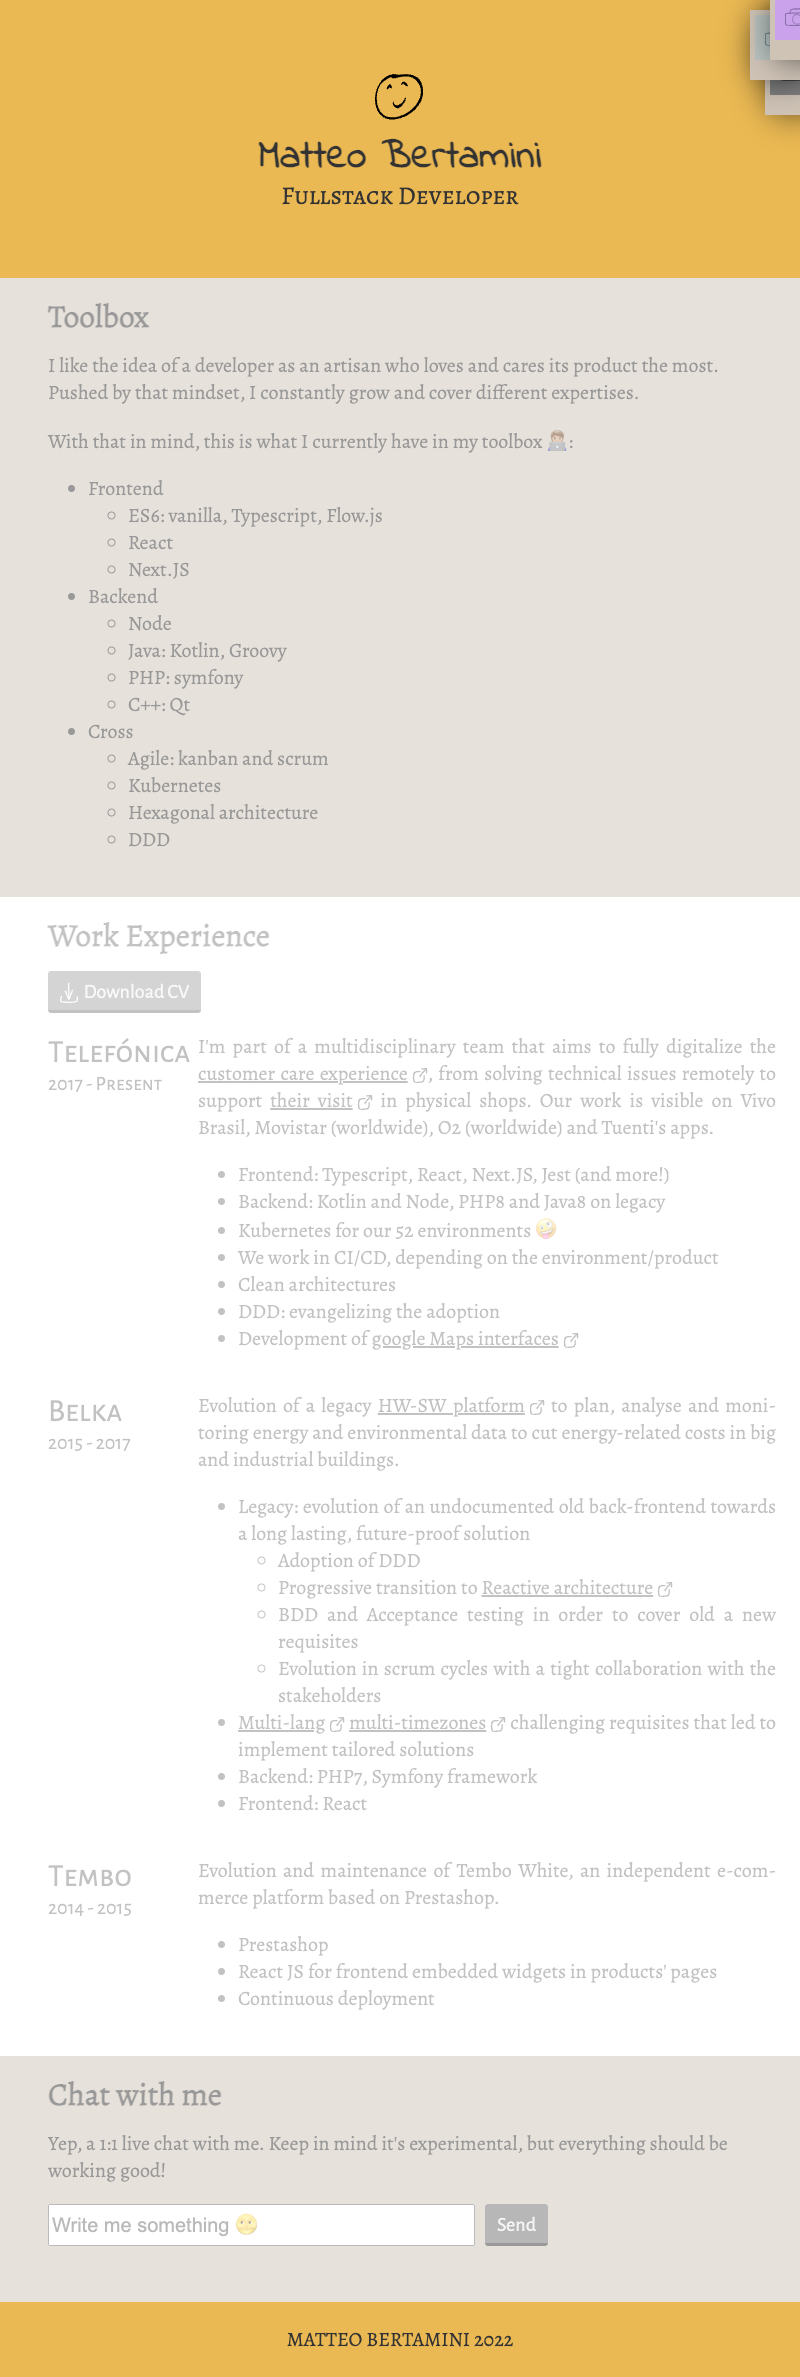 Matteo Bertamini
Fullstack Developer
Toolbox
I like the idea of a developer as an artisan who loves and cares its product the most.
Pushed by that mindset, I constantly grow and cover different expertises.
With that in mind, this is what I currently have in my toolbox 👨🏼‍💻:
• Frontend
◦ ES6: vanilla, Typescript, Flow.js
◦ React
◦ Next.JS
• Backend
◦ Node
◦ Java: Kotlin, Groovy
◦ PHP: symfony
◦ C++: Qt
• Cross
◦ Agile: kanban and scrum
◦ Kubernetes
◦ Hexagonal architecture
◦ DDD
Work Experience
Download CV
Telefónica
2017 - Present
I'm part of a multidisciplinary team that aims to fully digitalize the
customer care experience, from solving technical issues remotely to
support their visit in physical shops. Our work is visible on Vivo
Brasil, Movistar (worldwide), O2 (worldwide) and Tuenti's apps.
• Frontend: Typescript, React, Next.JS, Jest (and more!)
• Backend: Kotlin and Node, PHP8 and Java8 on legacy
• Kubernetes for our 52 environments 🤪
• We work in CI/CD, depending on the environment/product
• Clean architectures
• DDD: evangelizing the adoption
• Development of google Maps interfaces
Belka
2015 - 2017
Evolution of a legacy HW-SW platform to plan, analyse and moni-
toring energy and environmental data to cut energy-related costs in big
and industrial buildings.
• Legacy: evolution of an undocumented old back-frontend towards
a long lasting, future-proof solution
◦ Adoption of DDD
◦ Progressive transition to Reactive architecture
◦ BDD and Acceptance testing in order to cover old a new
requisites
◦ Evolution in scrum cycles with a tight collaboration with the
stakeholders
• Multi-lang multi-timezones challenging requisites that led to
implement tailored solutions
• Backend: PHP7, Symfony framework
• Frontend: React
Tembo
2014 - 2015
Evolution and maintenance of Tembo White, an independent e-com-
merce platform based on Prestashop.
• Prestashop
• React JS for frontend embedded widgets in products' pages
• Continuous deployment
Chat with me
Yep, a 1:1 live chat with me. Keep in mind it's experimental, but everything should be
working good!
Write me something 🙂
Send
MATTEO BERTAMINI 2022